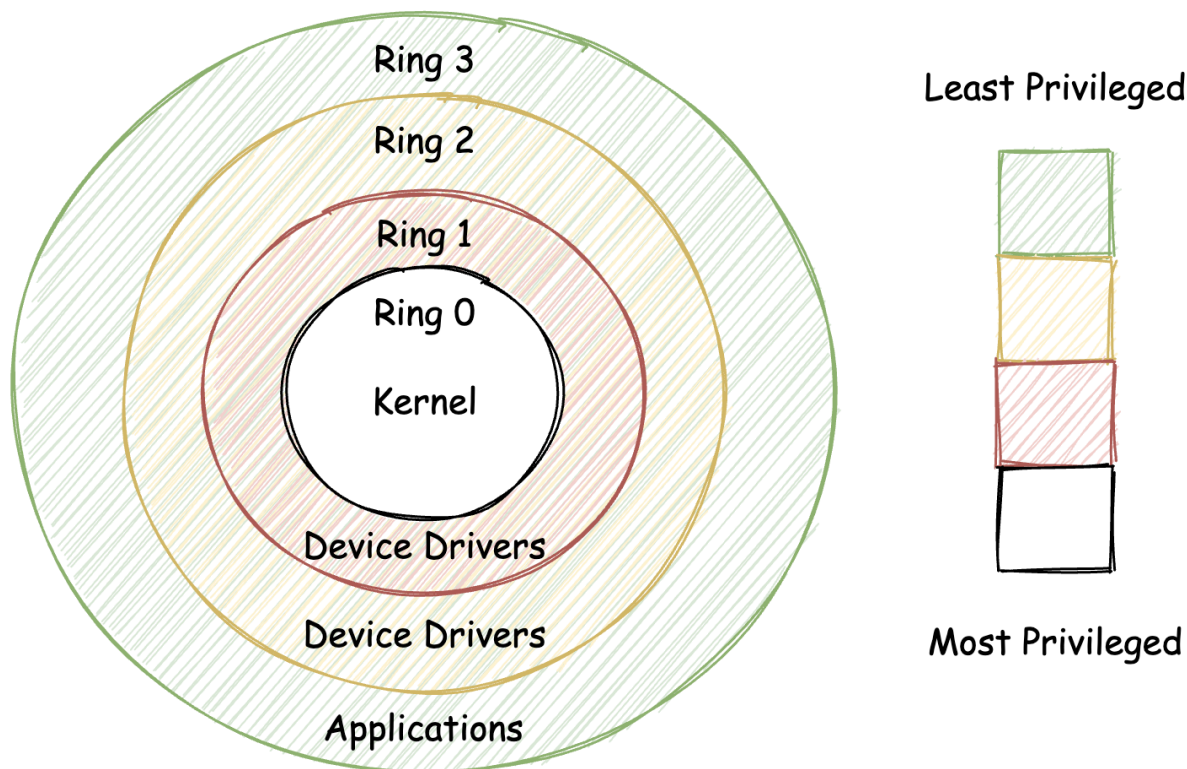 Ring 3
Ring 2
Ring 1
Ring 0
Kernel
Device Drivers
Device Drivers
Applications
Least Privileged
Most Privileged